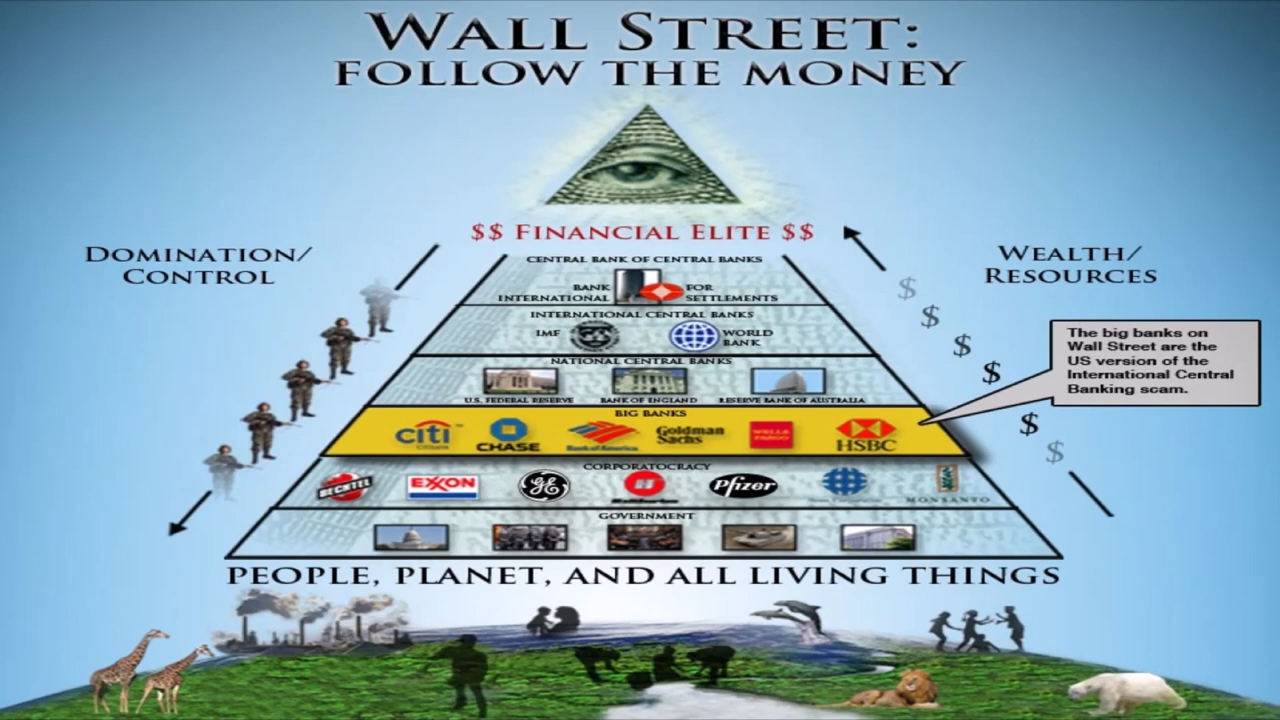 WALL STREET:
FOLLOW THE MONEY
$$ FINANCIAL ELITE $$
DOMINATION/
CONTROL
WEALTH/
RESOURCES
CENTRAL BANK OF CENTRAL BANKS
BANK FOR
INTERNATIONAL SETTLEMENTS
INTERNATIONAL CENTRAL BANKS
IMF WORLD
BANK
NATIONAL CENTRAL BANKS
U.S. FEDERAL RESERVE BANK OF ENGLAND RESERVE BANK OF AUSTRALIA
$
$
$
$
$
$
The big banks on
Wall Street are the
US version of the
International Central
Banking scam.
BIG BANKS
citi CHASE Bank of America Goldman
Sachs WELLS
FARGO HSBC
Citibank
CORPORATOCRACY
BECHTEL EXXON GE H Pfizer MONSANTO
GOVERNMENT
PEOPLE, PLANET, AND ALL LIVING THINGS